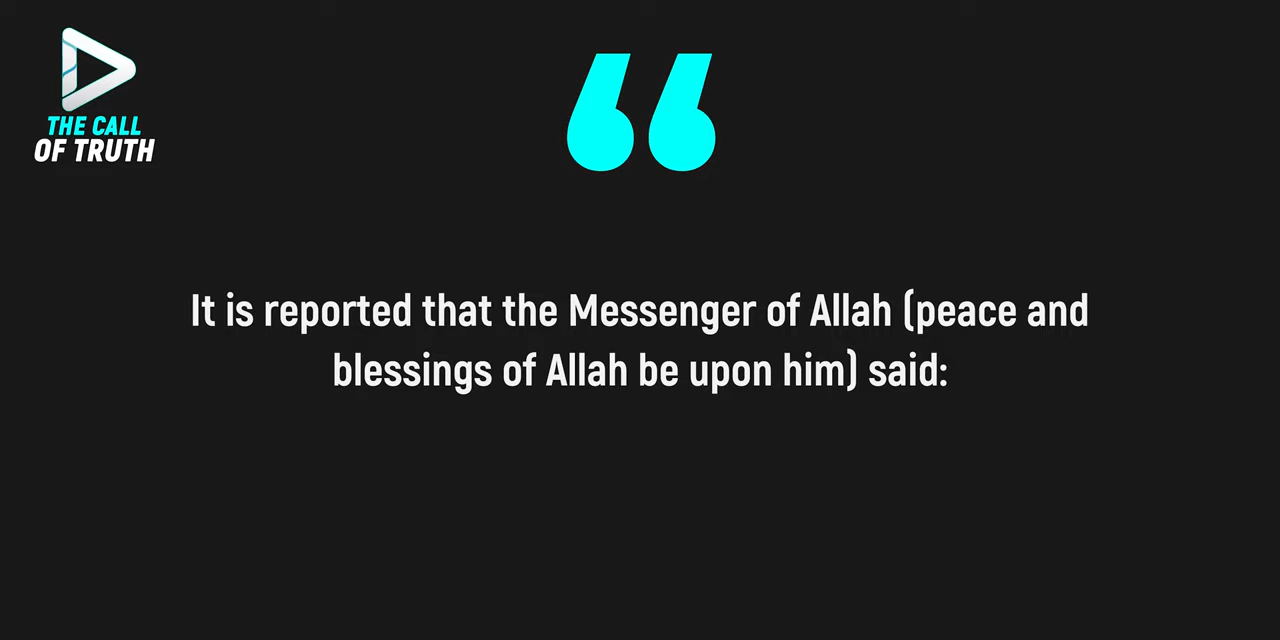 THE CALL
OF TRUTH
“
It is reported that the Messenger of Allah (peace and
blessings of Allah be upon him) said: